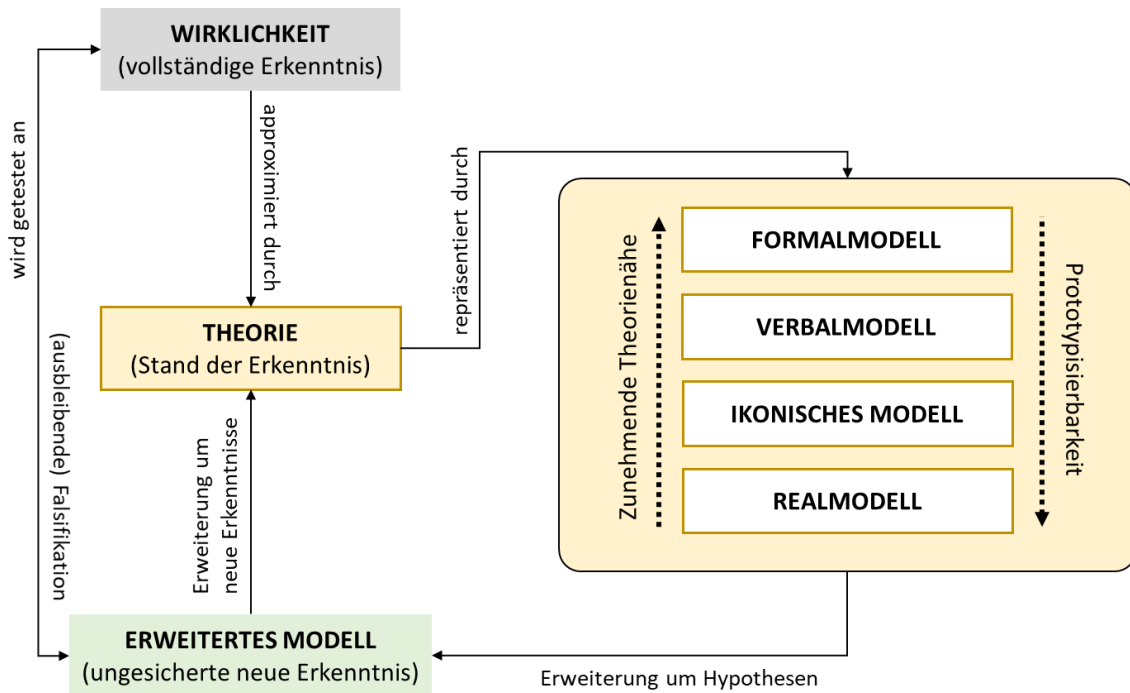 WIRKLICHKEIT
(vollständige Erkenntnis)
wird getestet an
(ausbleibende) Falsifikation
approximiert durch
THEORIE
(Stand der Erkenntnis)
repräsentiert durch
Zunehmende Theorienähe
FORMALMODELL
VERBALMODELL
IKONISCHES MODELL
REALMODELL
Prototypisierbarkeit
Erweiterung um
neue Erkenntnisse
ERWEITERTES MODELL
(ungesicherte neue Erkenntnis)
Erweiterung um Hypothesen